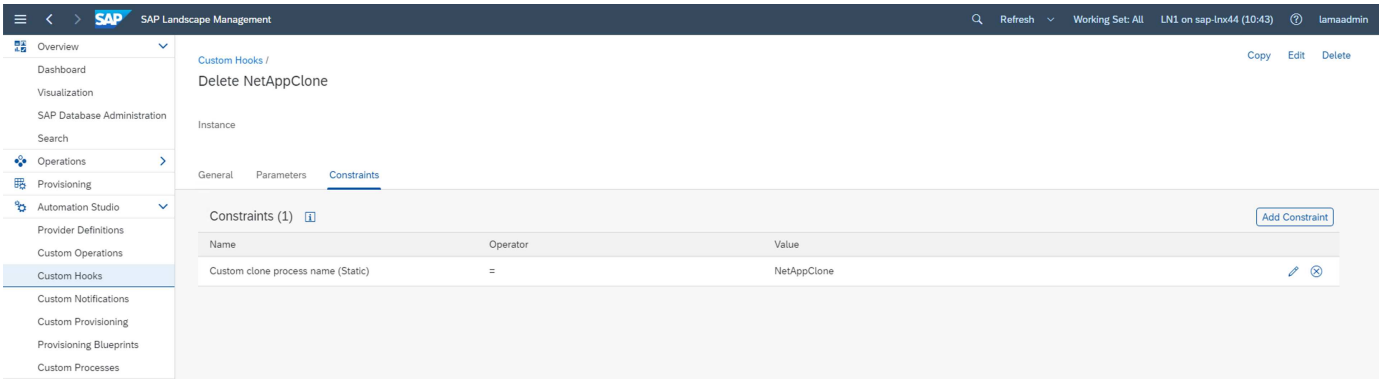 SAP SAP Landscape Management Refresh Working Set: All LN1 on sap-lnx44 (10:43) lamaadmin
Overview
Dashboard
Visualization
SAP Database Administration
Search
Operations
Provisioning
Automation Studio
Provider Definitions
Custom Operations
Custom Hooks
Custom Notifications
Custom Provisioning
Provisioning Blueprints
Custom Processes
Custom Hooks /
Copy Edit Delete
Delete NetAppClone
Instance
General Parameters Constraints
Constraints (1) i
Add Constraint
Name Operator Value
Custom clone process name (Static) = NetAppClone